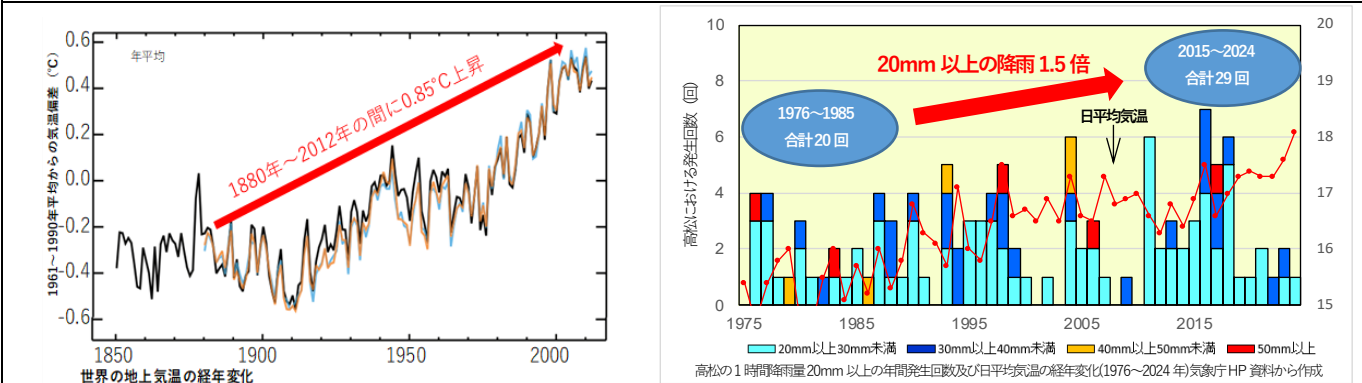 1961～1990年平均からの気温偏差（℃）
0.6
0.4
0.2
0.0
-0.2
-0.4
-0.6
年平均
1880年～2012年の間に0.85℃上昇
1850
1900
1950
2000
世界の地上気温の経年変化
高松における発生回数（回）
10
8
6
4
2
0
20
19
18
17
16
15
20mm 以上の降雨 1.5 倍
1976～1985
合計 20 回
2015～2024
合計 29 回
日平均気温
1975
1985
1995
2005
2015
20mm以上30mm未満
30mm以上40mm未満
40mm以上50mm未満
50mm以上
高松の 1 時間降雨量 20mm 以上の年間発生回数及び日平均気温の経年変化(1976～2024 年)気象庁 HP 資料から作成